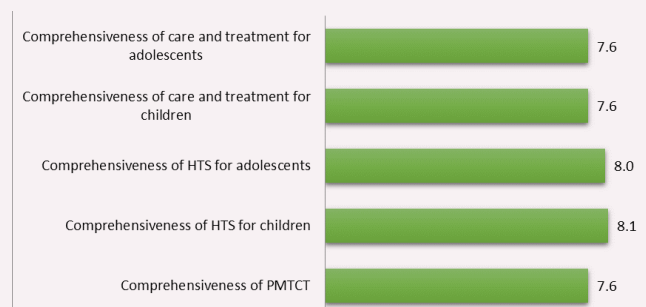 Comprehensiveness of care and treatment for
adolescents
7.6
Comprehensiveness of care and treatment for
children
7.6
Comprehensiveness of HTS for adolescents
8.0
Comprehensiveness of HTS for children
8.1
Comprehensiveness of PMTCT
7.6